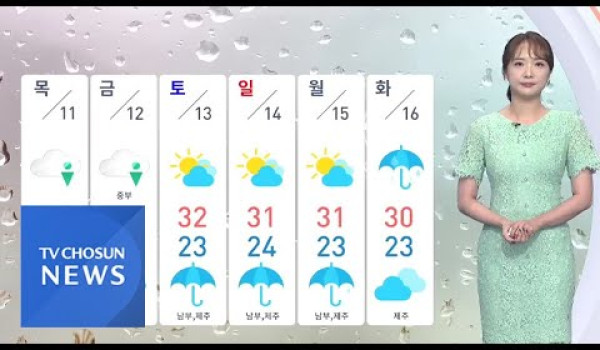 목 금 토 일 월 화
11 12 13 14 15 16
중부
32 31 31 30
23 24 23 23
TV CHOSUN
NEWS
남부,제주 남부,제주 남부,제주 제주